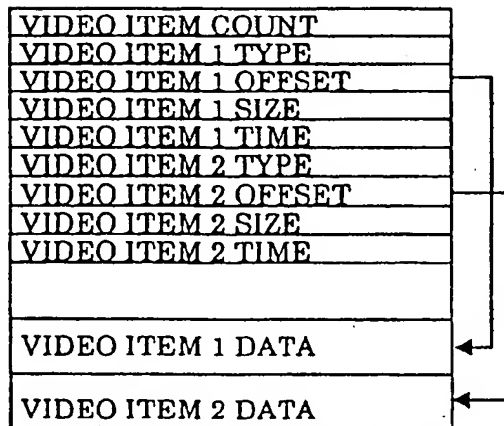 VIDEO ITEM COUNT
VIDEO ITEM 1 TYPE
VIDEO ITEM 1 OFFSET
VIDEO ITEM 1 SIZE
VIDEO ITEM 1 TIME
VIDEO ITEM 2 TYPE
VIDEO ITEM 2 OFFSET
VIDEO ITEM 2 SIZE
VIDEO ITEM 2 TIME
VIDEO ITEM 1 DATA
VIDEO ITEM 2 DATA